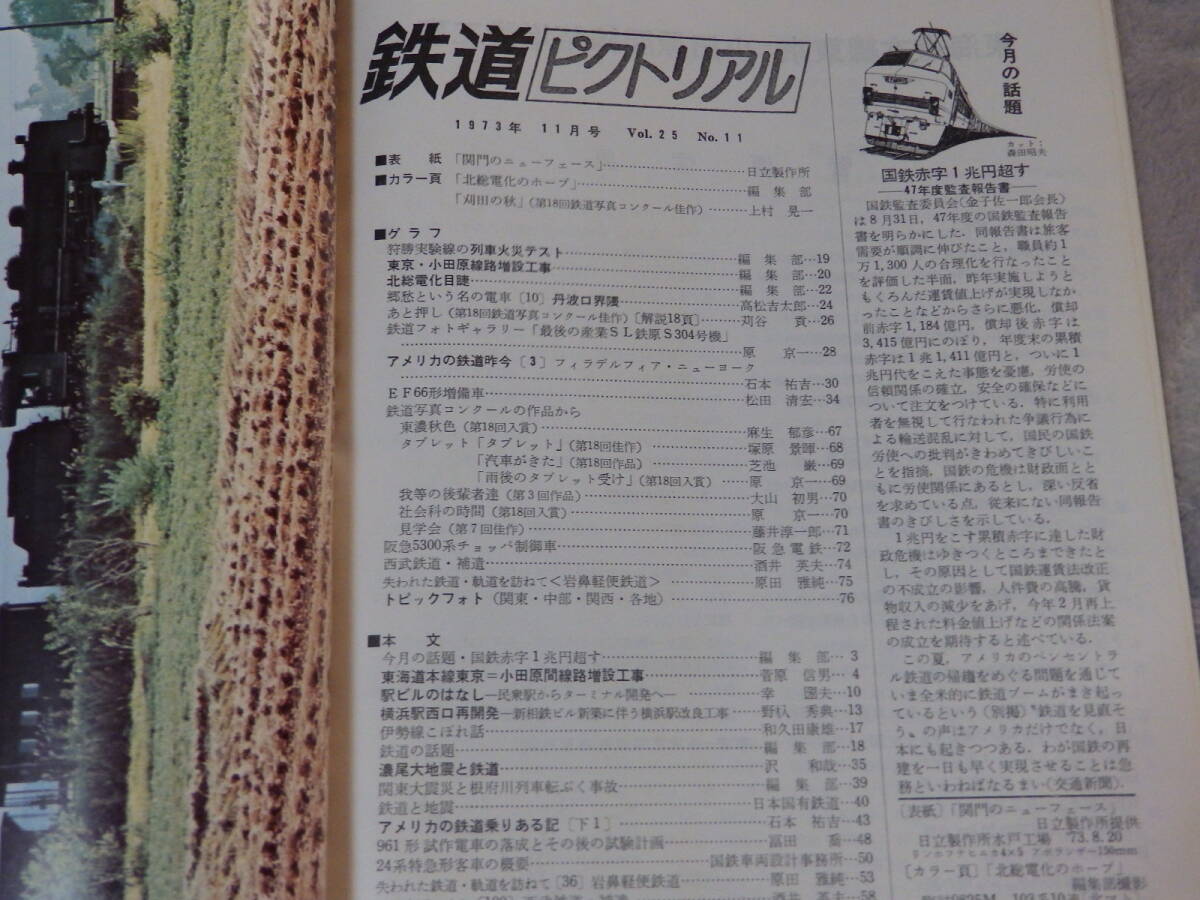 鉄道ピクトリアル
1973年 11月号 Vol.25 No.11
■表 紙「関門のニューフェース」…日立製作所
■カラー頁「北総電化のホープ」…編集部
「刈田の秋」(第18回鉄道写真コンクール佳作)…上村 晃一
■グラフ
狩勝実験線の列車火災テスト…編集部…19
東京・小田原線路増設工事…編集部…20
北総電化目睫…編集部…22
郷愁という名の電車〔10〕丹波口界隈…高松吉太郎…24
あと押し(第18回鉄道写真コンクール佳作)〔解説18頁〕…刈谷 貢…26
鉄道フォトギャラリー「最後の産業SL鉄原S304号機」
…原 京一…28
アメリカの鉄道昨今〔3〕フィラデルフィア・ニューヨーク
…石本 祐吉…30
EF66形増備車…松田 清宏…34
鉄道写真コンクールの作品から
東濃秋色(第18回入賞)…麻生 郁彦…67
タブレット「タブレット」(第18回佳作)…塚原 景暉…68
「汽車がきた」(第18回作品)…芝池 巌…69
「雨後のタブレット受け」(第18回入賞)…原 京一…69
我等の後輩者達(第3回作品)…大山 初男…70
社会科の時間(第18回入賞)…原 京一…70
見学会(第7回佳作)…藤井淳一郎…71
阪急5300系チョッパ制御車…阪急電鉄…72
西武鉄道・補遺…酒井 英夫…74
失われた鉄道・軌道を訪ねて<岩鼻軽便鉄道>…原田 雅純…75
トピックフォト(関東・中部・関西・各地)…76
■本 文
今月の話題・国鉄赤字1兆円超す…編集部…3
東海道本線東京=小田原間線路増設工事…菅原 信男…4
駅ビルのはなし―民衆駅からターミナル開発へ―…幸 圀夫…10
横浜駅西口再開発―新相鉄ビル新築に伴う横浜駅改良工事…野杁 秀典…13
伊勢線こぼれ話…和久田康雄…17
鉄道の話題…編集部…18
濃尾大地震と鉄道…沢 和哉…35
関東大震災と根府川列車転ぷく事故…編集部…39
鉄道と地震…日本国有鉄道…40
アメリカの鉄道乗りある記〔下1〕…石本 祐吉…43
961形試作電車の落成とその後の試験計画…冨田 喬…48
24系特急形客車の概要…国鉄車両設計事務所…50
失われた鉄道・軌道を訪ねて〔36〕岩鼻軽便鉄道…原田 雅純…53
西武鉄道・補遺…酒井 英夫…58
今月の話題
カット:
森田昭夫
国鉄赤字1兆円超す
―47年度監査報告書―
国鉄監査委員会(金子佐一郎会長)
は8月31日,47年度の国鉄監査報告
書を明らかにした.同報告書は旅客
需要が順調に伸びたこと,職員約1
万1,300人の合理化を行なったこと
を評価した半面,昨年実施しようと
もくろんだ運賃値上げが実現しなか
ったことなどからさらに悪化,償却
前赤字1,184億円,償却後赤字は
3,415億円にのぼり,年度末の累積
赤字は1兆1,411億円と,ついに1
兆円代をこえた事態を憂慮,労使の
信頼関係の確立,安全の確保などに
ついて注文をつけている.特に利用
者を無視して行なわれた争議行為に
よる輸送混乱に対して,国民の国鉄
労使への批判がきわめてきびしいこ
とを指摘,国鉄の危機は財政面とと
もに労使関係にあるとし,深い反省
を求めている点,従来にない同報告
書のきびしさを示している.
1兆円をこす累積赤字に達した財
政危機はゆきつくところまできたと
し,その原因として国鉄運賃法改正
の不成立の影響,人件費の高騰,貨
物収入の減少をあげ,今年2月再上
程された料金値上げなどの関係法案
の成立を期待すると述べている.
この夏,アメリカのペンセントラ
ル鉄道の帰趨をめぐる問題を通じて
いま全米的に鉄道ブームがまき起っ
ているという(別掲)〝鉄道を見直そ
う〟の声はアメリカだけでなく,日
本にも起きつつある.わが国鉄の再
建を一日も早く実現させることは急
務といわねばなるまい(交通新聞).
〔表紙〕「関門のニューフェース」
日立製作所提供
日立製作所水戸工場 '73.8.20
リンホフテヒニカ4×5 アポランザー150mm
〔カラー頁〕「北総電化のホープ」
編集部撮影